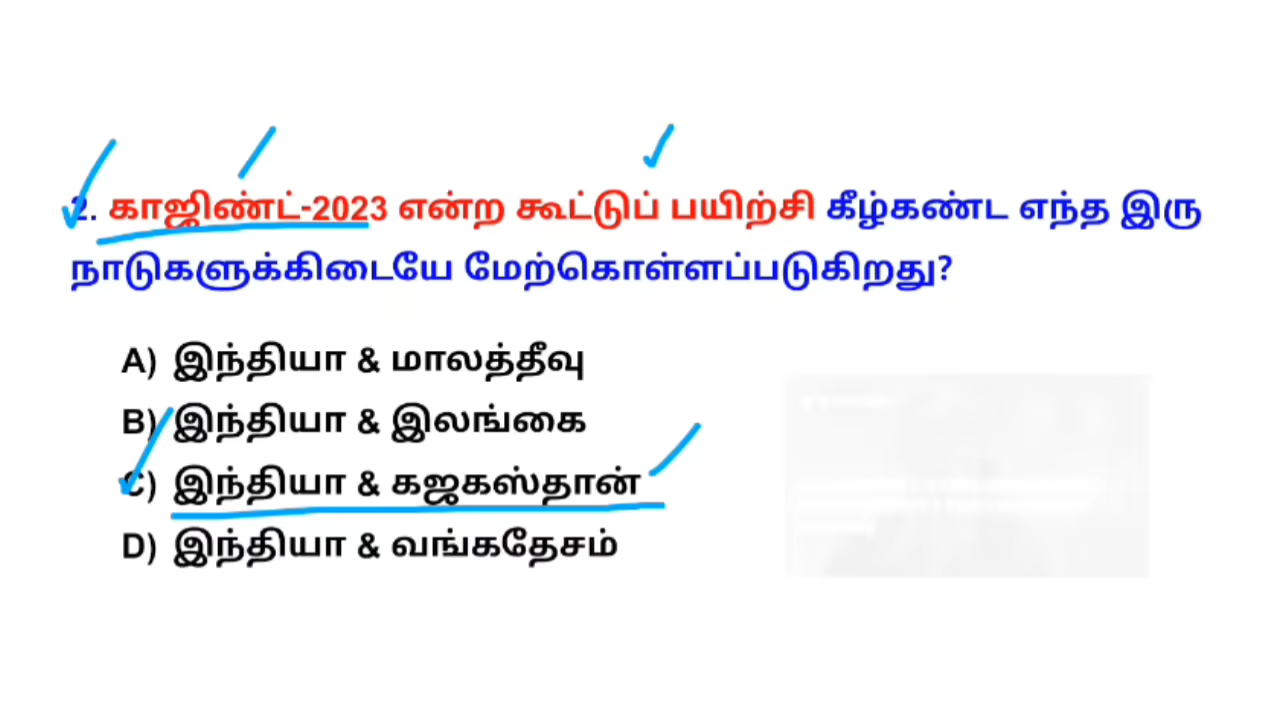 2. காஜிண்ட்-2023 என்ற கூட்டுப் பயிற்சி கீழ்கண்ட எந்த இரு
நாடுகளுக்கிடையே மேற்கொள்ளப்படுகிறது?
A) இந்தியா & மாலத்தீவு
B) இந்தியா & இலங்கை
C) இந்தியா & கஜகஸ்தான்
D) இந்தியா & வங்கதேசம்